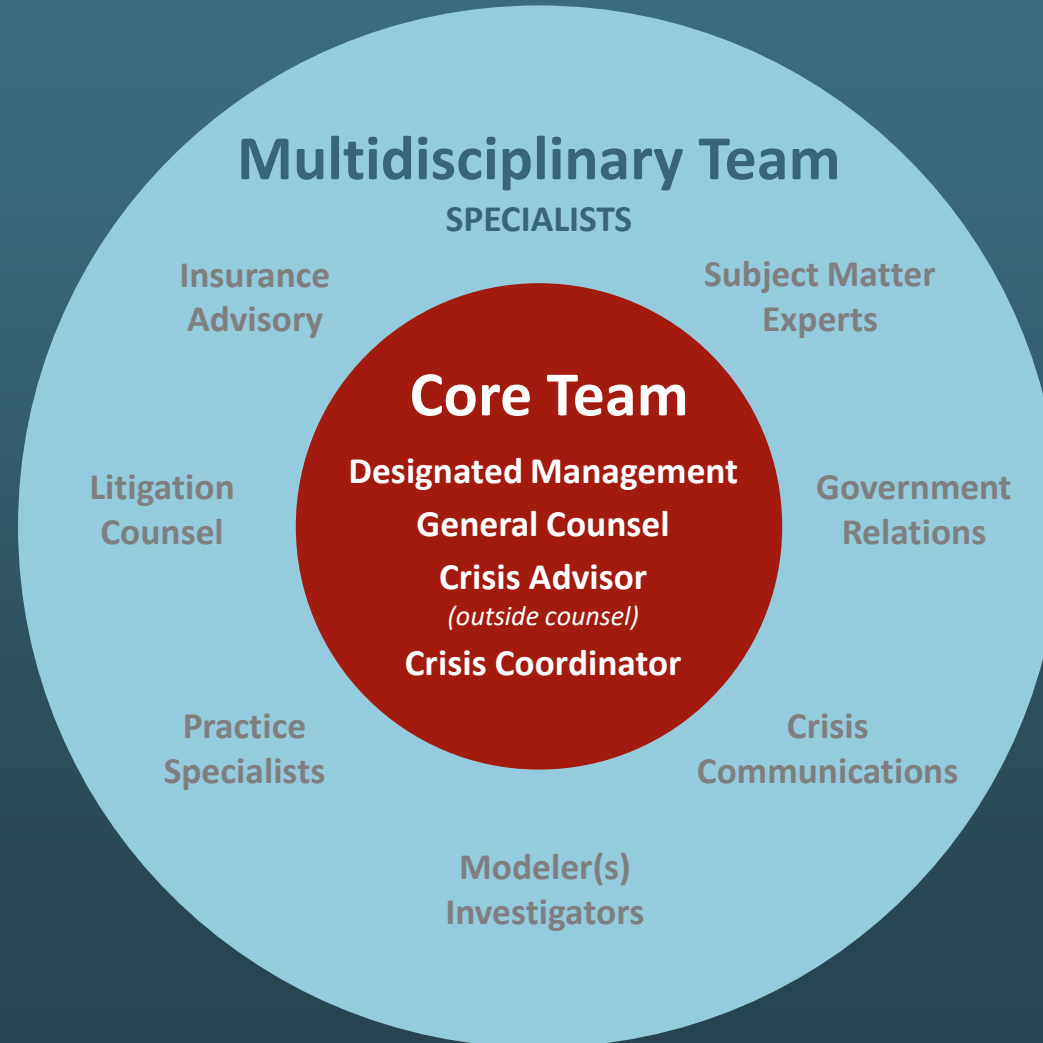 Multidisciplinary Team
SPECIALISTS
Insurance
Advisory
Subject Matter
Experts
Core Team
Designated Management
General Counsel
Crisis Advisor
(outside counsel)
Crisis Coordinator
Litigation
Counsel
Government
Relations
Practice
Specialists
Crisis
Communications
Modeler(s)
Investigators